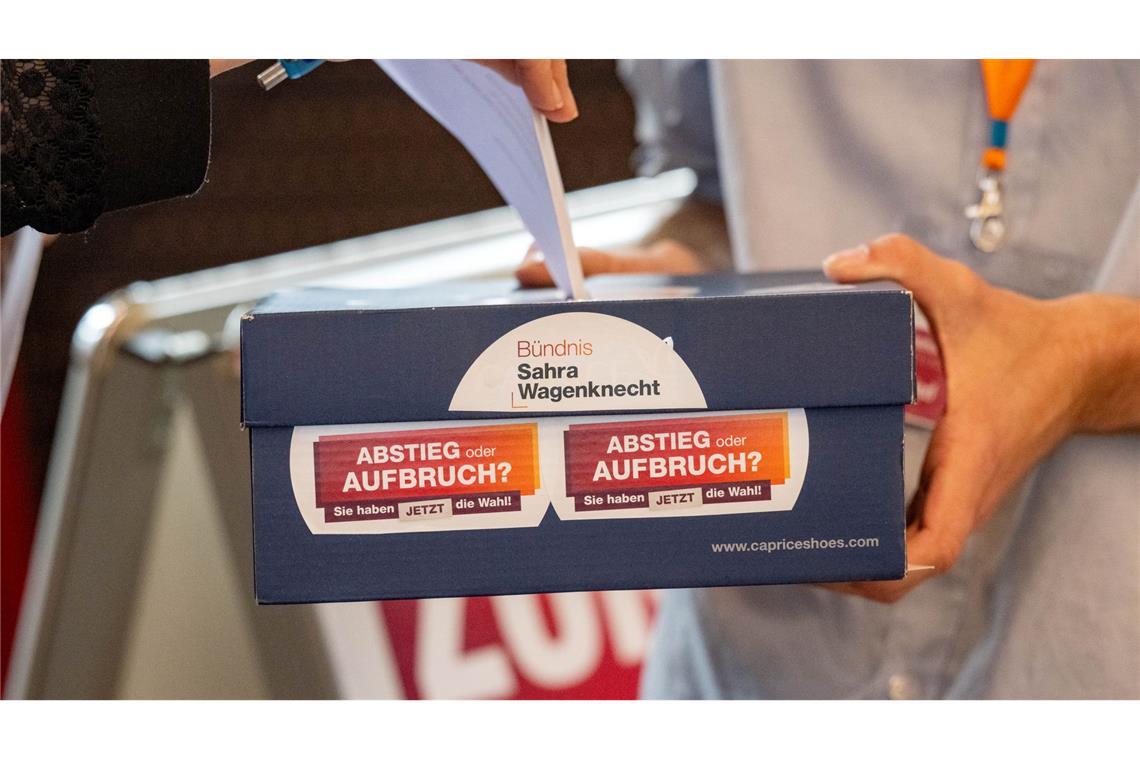 Bündnis
Sahra
Wagenknecht
ABSTIEG oder
AUFBRUCH?
Sie haben JETZT die Wahl!
ABSTIEG oder
AUFBRUCH?
Sie haben JETZT die Wahl!
www.capriceshoes.com